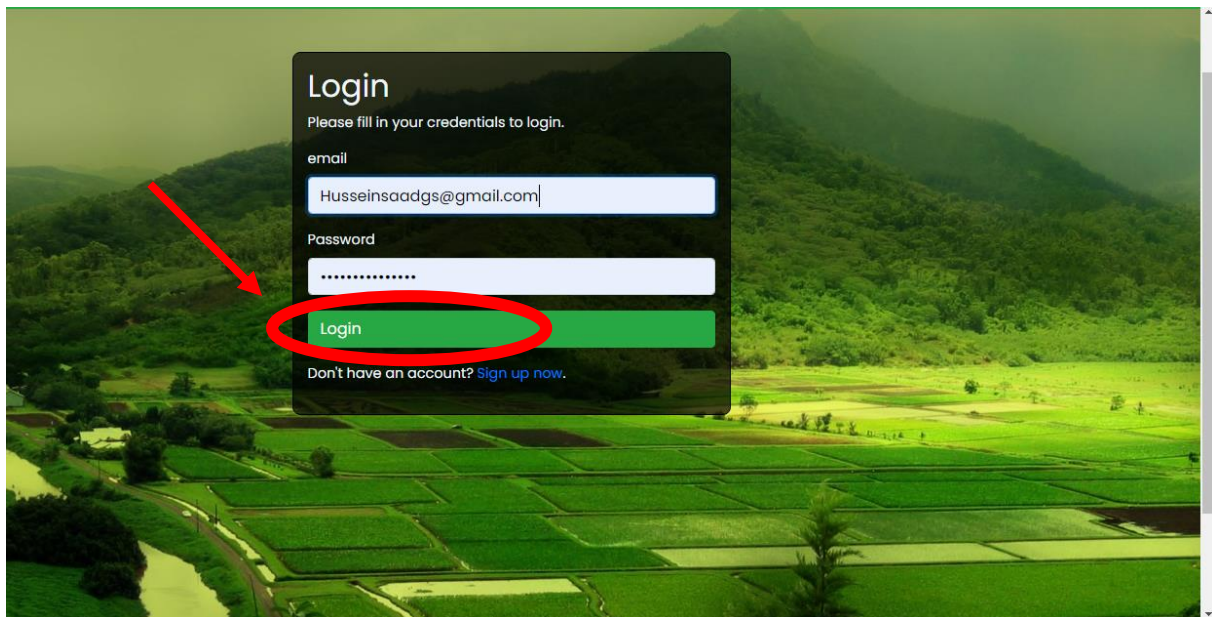 Login
Please fill in your credentials to login.
email
Husseinsaadgs@gmail.com
Password
•••••••••••••••
Login
Don't have an account? Sign up now.